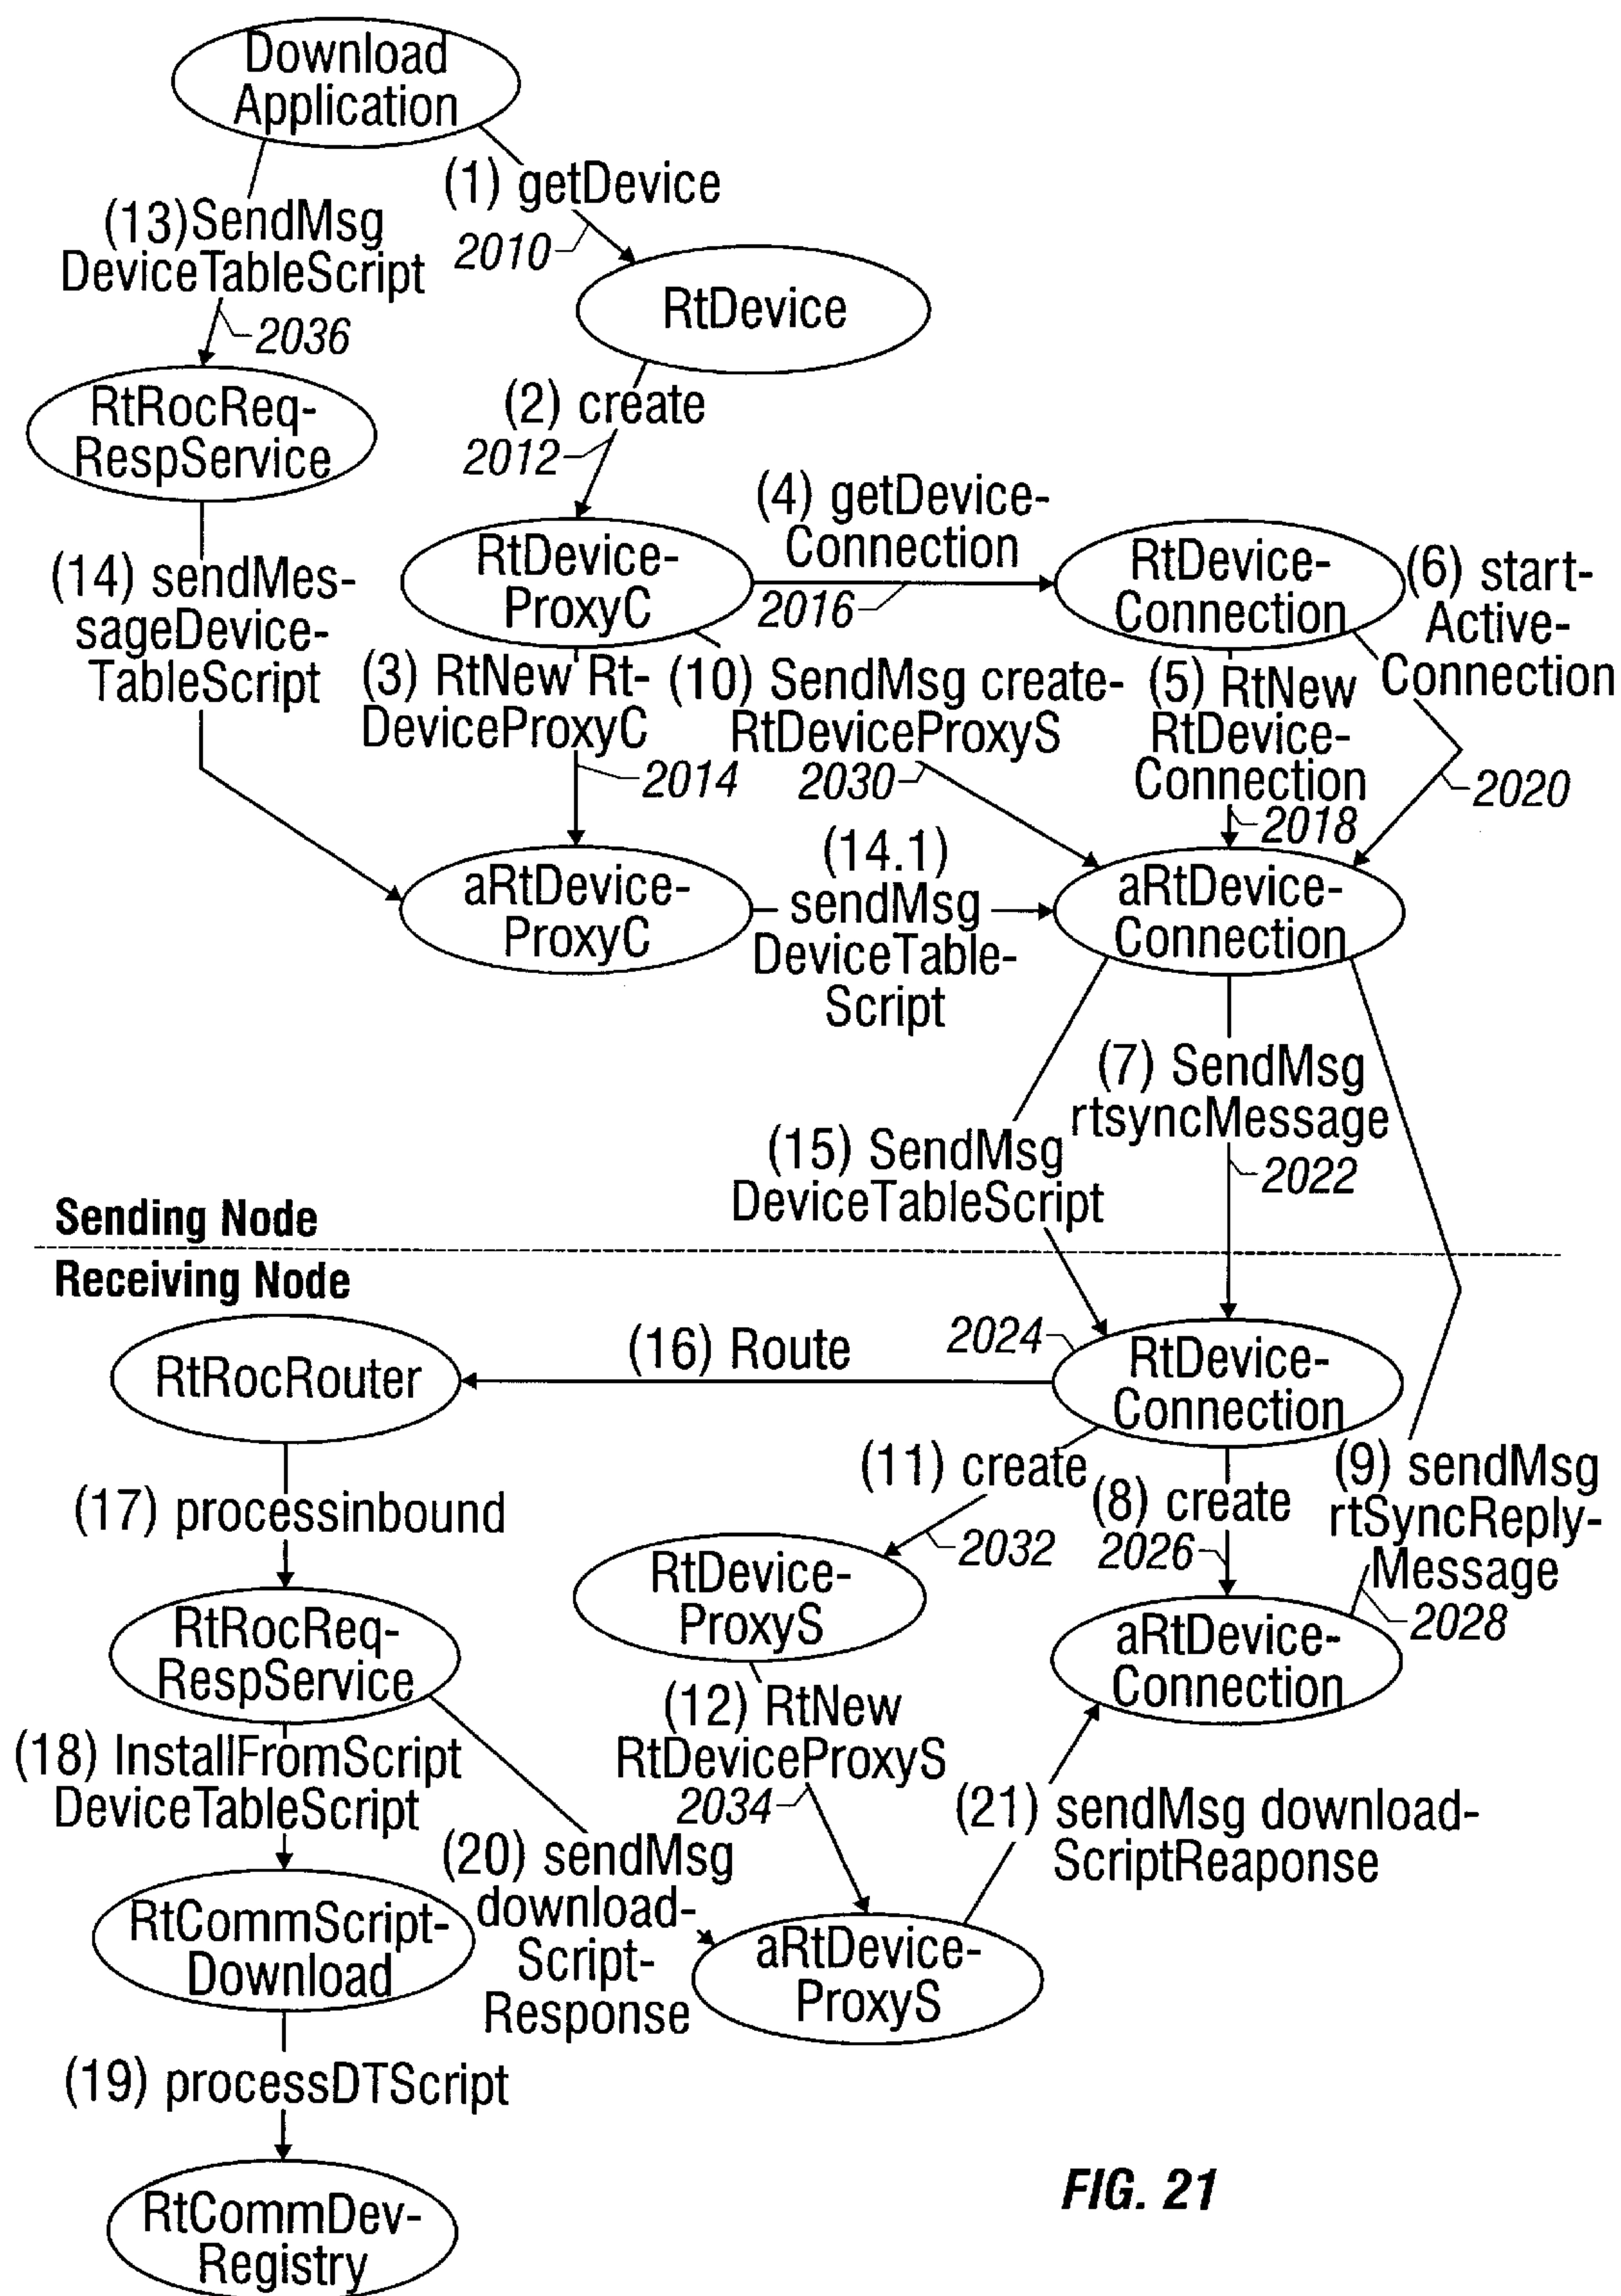 Download
Application
(1) getDevice
2010
(13)SendMsg
DeviceTableScript
2036
RtDevice
RtRocReq-
RespService
(2) create
2012
(4) getDevice-
Connection
2016
RtDevice-
ProxyC
RtDevice-
Connection
(6) start-
Active-
Connection
2020
(14) sendMes-
sageDevice-
TableScript
(3) RtNew Rt-
DeviceProxyC
2014
(10) SendMsg create-
RtDeviceProxyS
2030
(5) RtNew
RtDevice-
Connection
2018
aRtDevice-
ProxyC
(14.1)
sendMsg
DeviceTable-
Script
aRtDevice-
Connection
(7) SendMsg
rtsyncMessage
2022
(15) SendMsg
DeviceTableScript
Sending Node
Receiving Node
RtRocRouter
(16) Route
2024
RtDevice-
Connection
(17) processinbound
(11) create
2032
(8) create
2026
(9) sendMsg
rtSyncReply-
Message
2028
RtRocReq-
RespService
RtDevice-
ProxyS
aRtDevice-
Connection
(18) InstallFromScript
DeviceTableScript
(12) RtNew
RtDeviceProxyS
2034
(20) sendMsg
download-
Script-
Response
(21) sendMsg download-
ScriptReaponse
RtCommScript-
Download
aRtDevice-
ProxyS
(19) processDTScript
RtCommDev-
Registry
FIG. 21